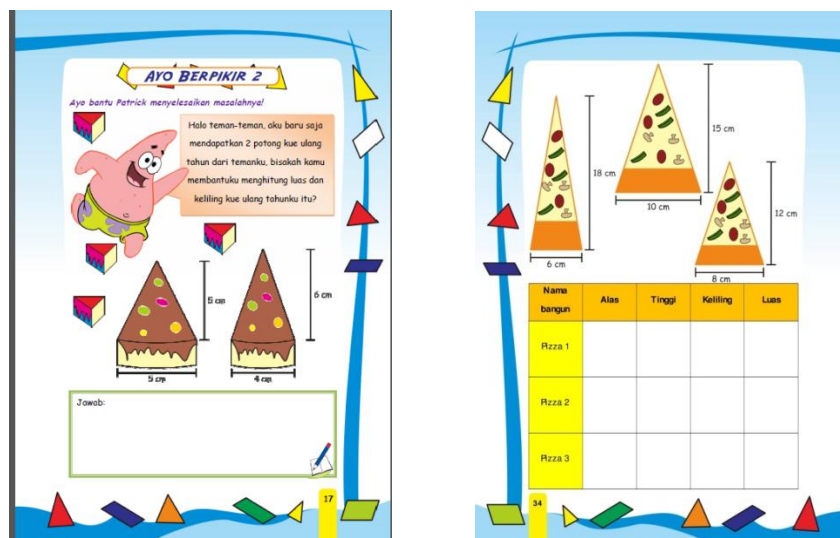 AYO BERPIKIR 2
Ayo bantu Patrick menyelesaikan masalahnya!
Halo teman-teman, aku baru saja
mendapatkan 2 potong kue ulang
tahun dari temanku, bisakah kamu
membantuku menghitung luas dan
keliling kue ulang tahunku itu?
5 cm
6 cm
5 cm
4 cm
Jawab:
17
15 cm
18 cm
10 cm
12 cm
6 cm
8 cm
Nama bangun Alas Tinggi Keliling Luas
Pizza 1
Pizza 2
Pizza 3
34